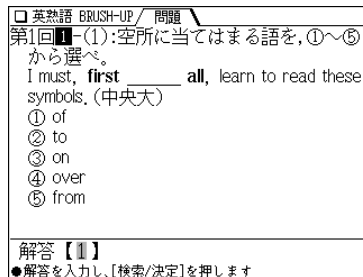 □ 英熟語 BRUSH-UP／問題
第1回1-(1):空所に当てはまる語を,①～⑤
から選べ。
I must, first _____ all, learn to read these
symbols. (中央大)
① of
② to
③ on
④ over
⑤ from
解答【1】
●解答を入力し、[検索/決定]を押します